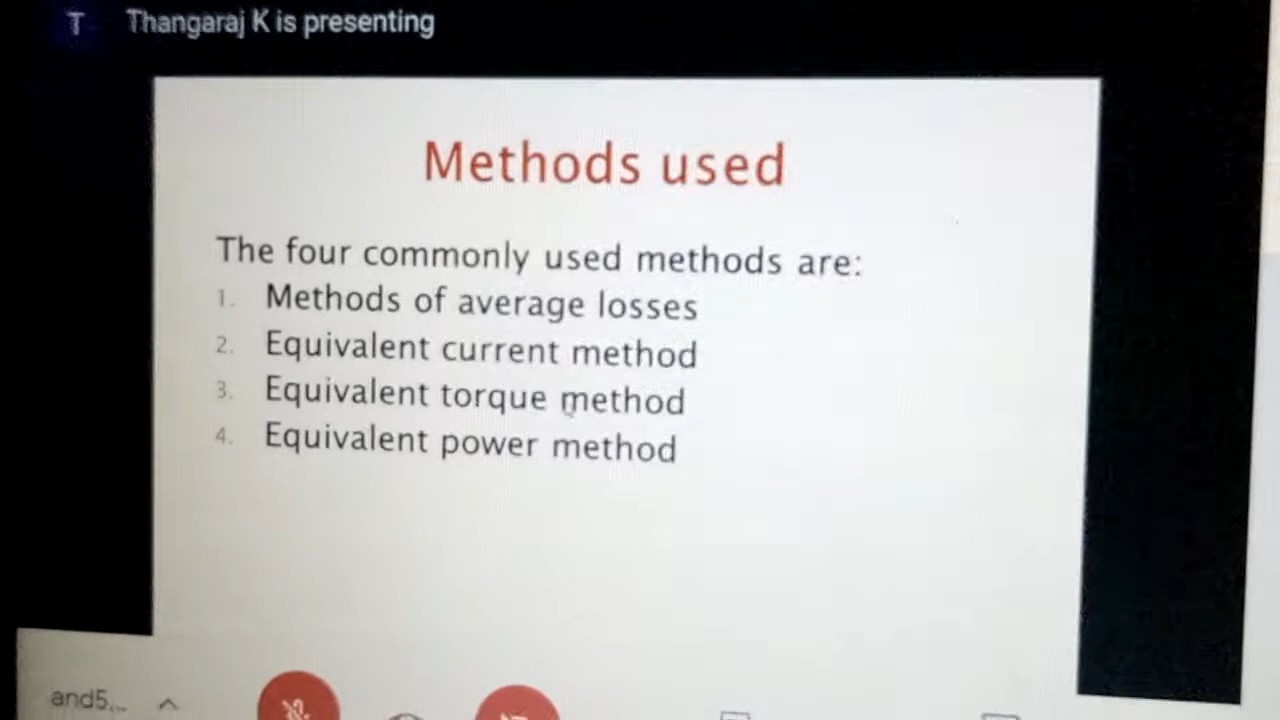 T Thangaraj K is presenting
Methods used
The four commonly used methods are:
1. Methods of average losses
2. Equivalent current method
3. Equivalent torque method
4. Equivalent power method
and5...